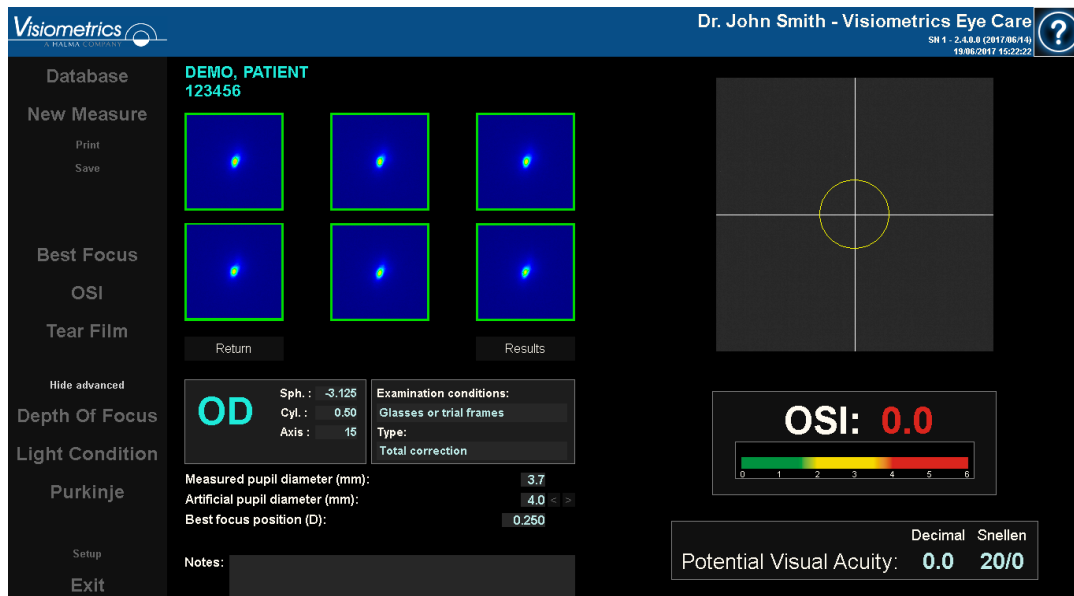 Visiometrics
A HALMA COMPANY
Dr. John Smith - Visiometrics Eye Care
SN 1 - 2.4.0.0 (2017/06/14)
19/06/2017 15:22:22
?
Database
New Measure
Print
Save
Best Focus
OSI
Tear Film
Hide advanced
Depth Of Focus
Light Condition
Purkinje
Setup
Exit
DEMO, PATIENT
123456
Return
Results
OD
Sph. : -3.125
Cyl. : 0.50
Axis : 15
Examination conditions:
Glasses or trial frames
Type:
Total correction
Measured pupil diameter (mm): 3.7
Artificial pupil diameter (mm): 4.0 < >
Best focus position (D): 0.250
Notes:
OSI: 0.0
0 1 2 3 4 5 6
Decimal Snellen
Potential Visual Acuity: 0.0 20/0